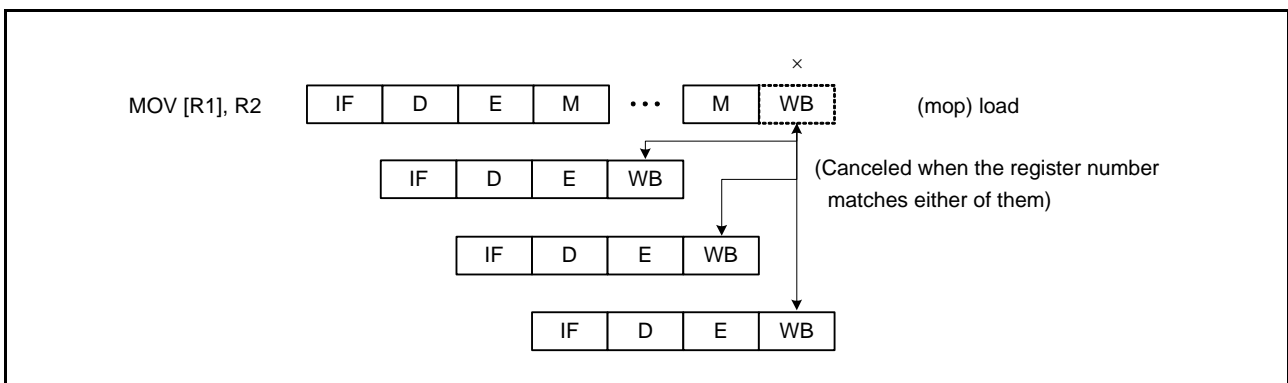 ×
MOV [R1], R2 IF D E M ••• M WB (mop) load
IF D E WB (Canceled when the register number
matches either of them)
IF D E WB
IF D E WB